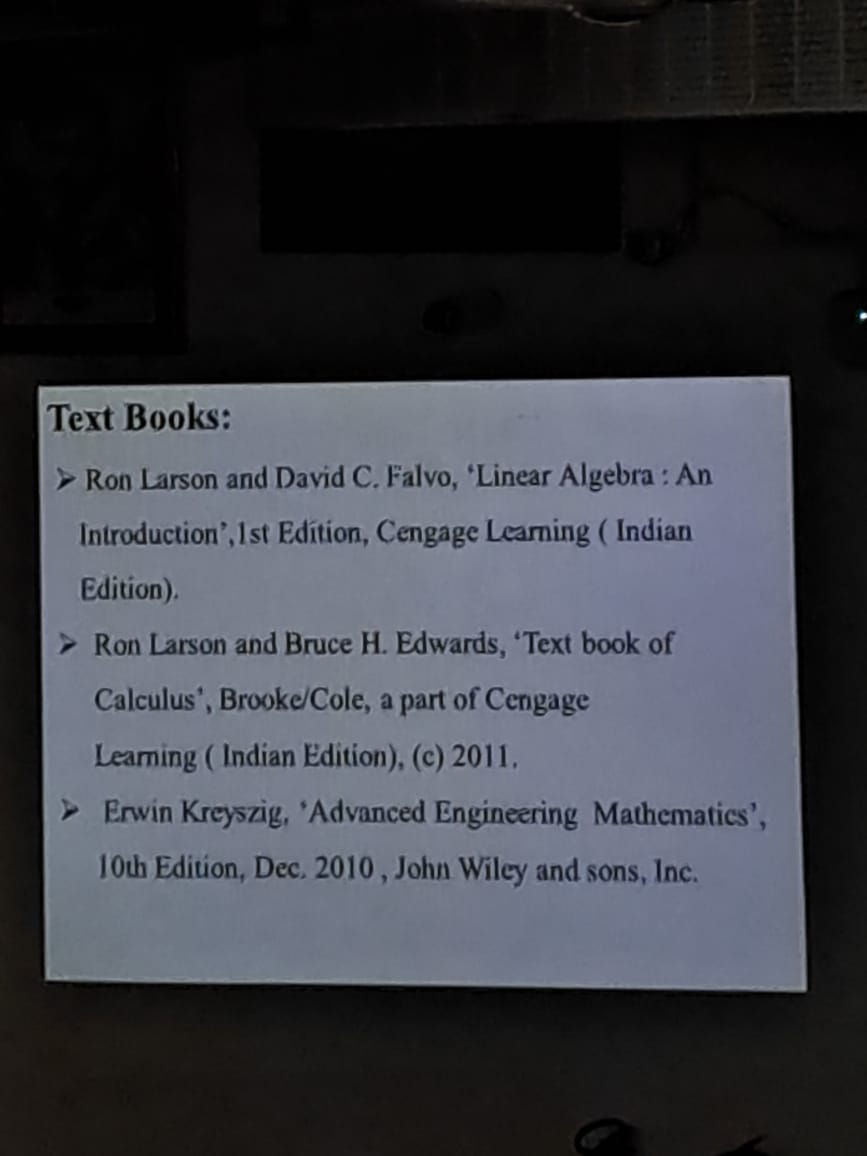 Text Books:
➢ Ron Larson and David C. Falvo, ‘Linear Algebra : An
Introduction’,1st Edition, Cengage Learning ( Indian
Edition).
➢ Ron Larson and Bruce H. Edwards, ‘Text book of
Calculus’, Brooke/Cole, a part of Cengage
Learning ( Indian Edition), (c) 2011.
➢ Erwin Kreyszig, ‘Advanced Engineering Mathematics’,
10th Edition, Dec. 2010 , John Wiley and sons, Inc.